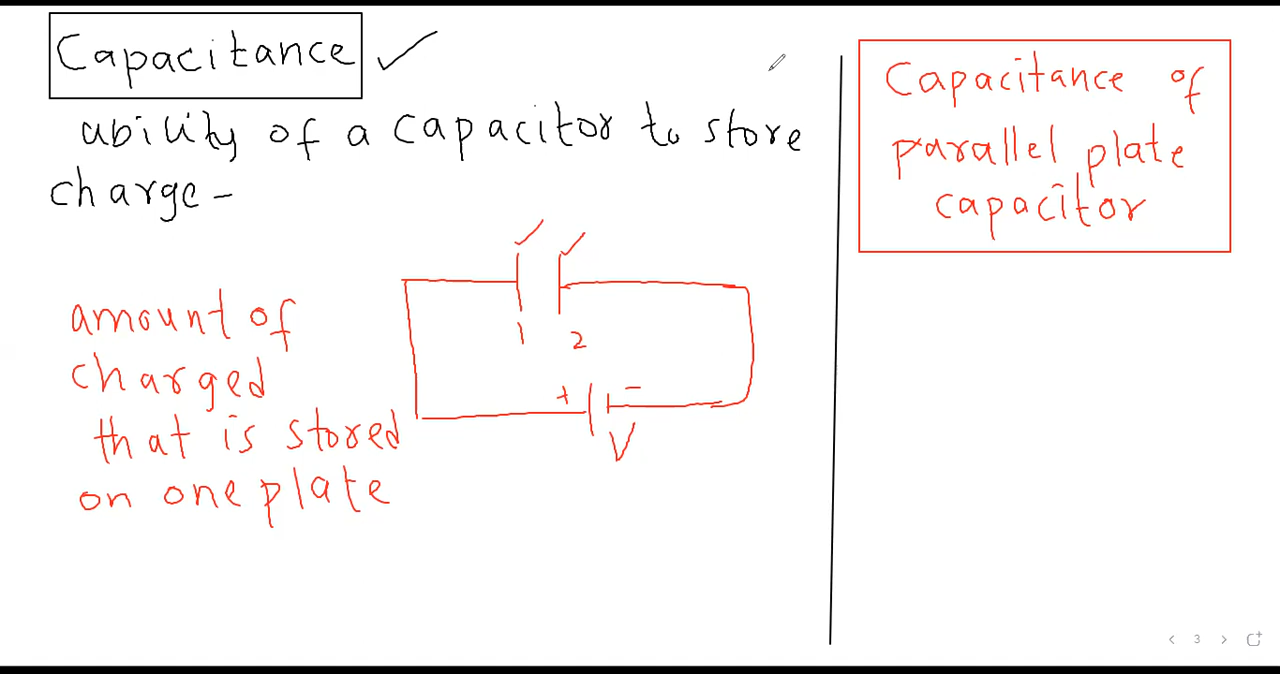 Capacitance
ability of a capacitor to store
charge -
amount of
charged
that is stored
on one plate
1 2
+ -
V
Capacitance of
parallel plate
capacitor
< 3 >